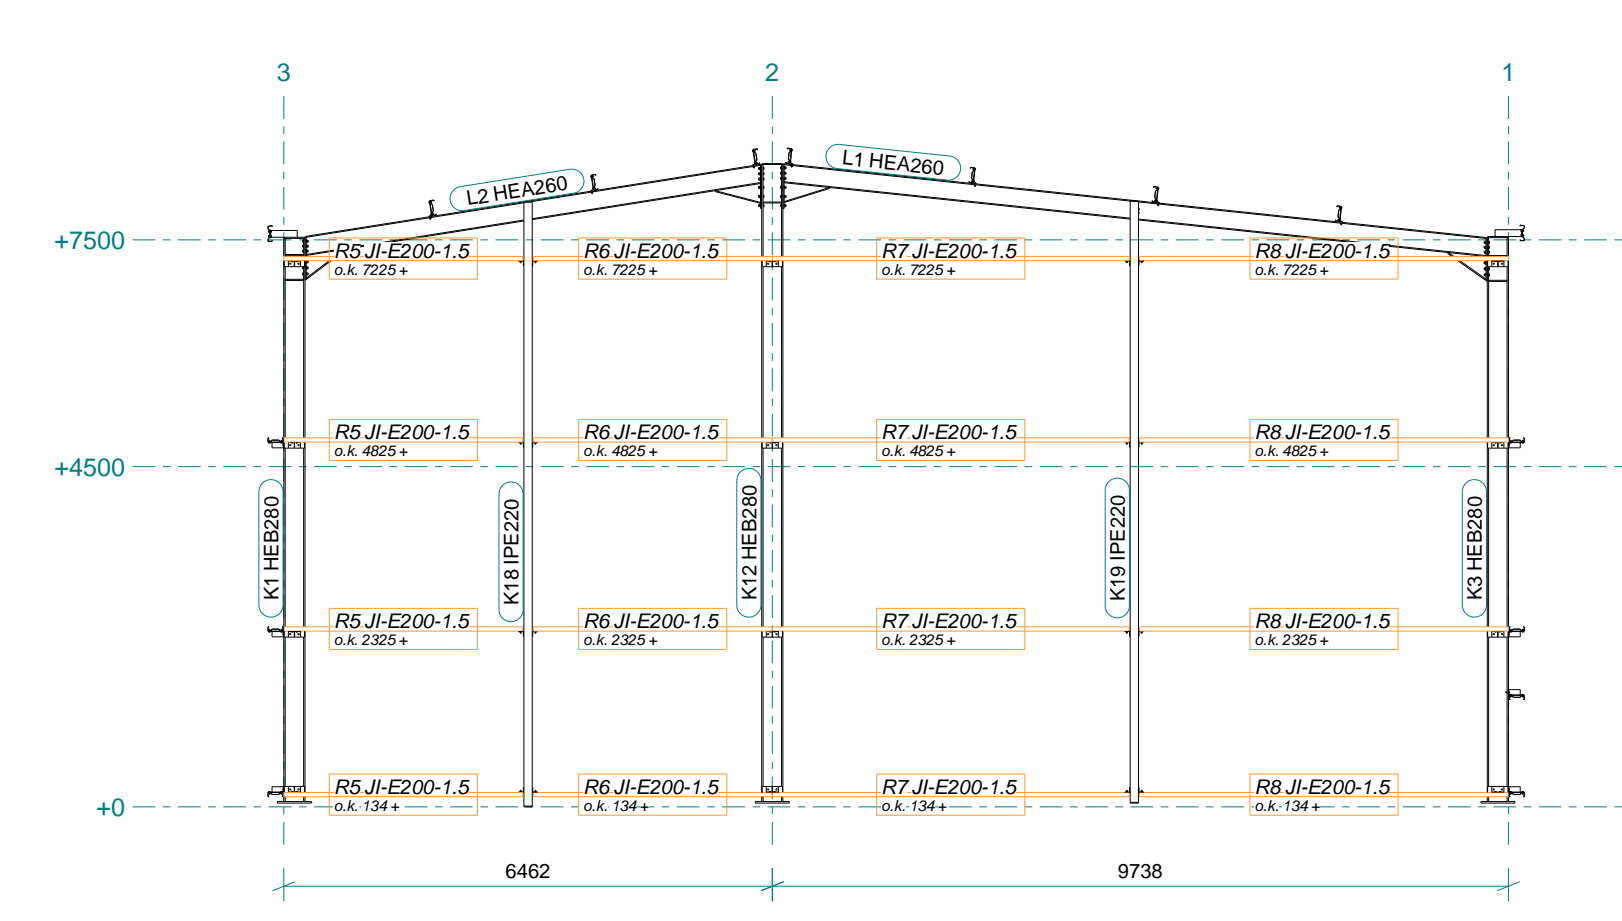 3
2
1
L1 HEA260
L2 HEA260
+7500
R5 JI-E200-1.5
o.k. 7225 +
R6 JI-E200-1.5
o.k. 7225 +
R7 JI-E200-1.5
o.k. 7225 +
R8 JI-E200-1.5
o.k. 7225 +
R5 JI-E200-1.5
o.k. 4825 +
R6 JI-E200-1.5
o.k. 4825 +
R7 JI-E200-1.5
o.k. 4825 +
R8 JI-E200-1.5
o.k. 4825 +
+4500
K1 HEB280
K18 IPE220
K12 HEB280
K19 IPE220
K3 HEB280
R5 JI-E200-1.5
o.k. 2325 +
R6 JI-E200-1.5
o.k. 2325 +
R7 JI-E200-1.5
o.k. 2325 +
R8 JI-E200-1.5
o.k. 2325 +
R5 JI-E200-1.5
o.k. 134 +
R6 JI-E200-1.5
o.k. 134 +
R7 JI-E200-1.5
o.k. 134 +
R8 JI-E200-1.5
o.k. 134 +
+0
6462
9738